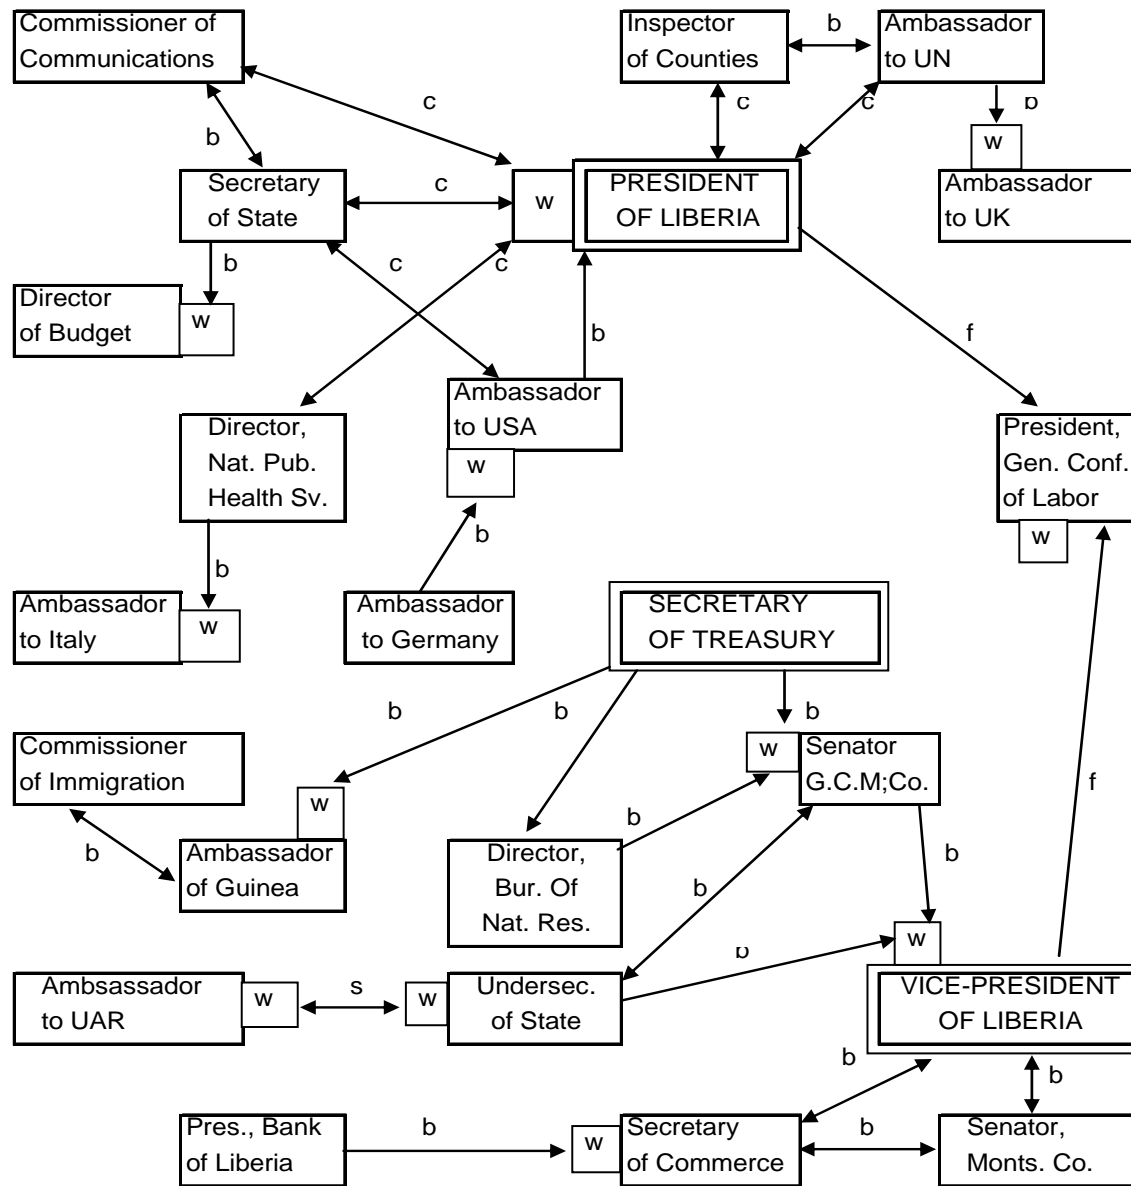 Commissioner of
Communications
Inspector
of Counties
b
Ambassador
to UN
c
b
c
c
w
Secretary
of State
c
w
PRESIDENT
OF LIBERIA
Ambassador
to UK
b
c
c
Director
of Budget
w
b
f
Ambassador
to USA
w
Director,
Nat. Pub.
Health Sv.
President,
Gen. Conf.
of Labor
w
b
b
Ambassador
to Italy
w
Ambassador
to Germany
SECRETARY
OF TREASURY
b
b
b
Commissioner
of Immigration
w
w
Senator
G.C.M;Co.
f
b
b
Ambassador
of Guinea
Director,
Bur. Of
Nat. Res.
b
b
w
Ambsassador
to UAR
w
s
w
Undersec.
of State
VICE-PRESIDENT
OF LIBERIA
b
b
Pres., Bank
of Liberia
b
w
Secretary
of Commerce
b
Senator,
Monts. Co.